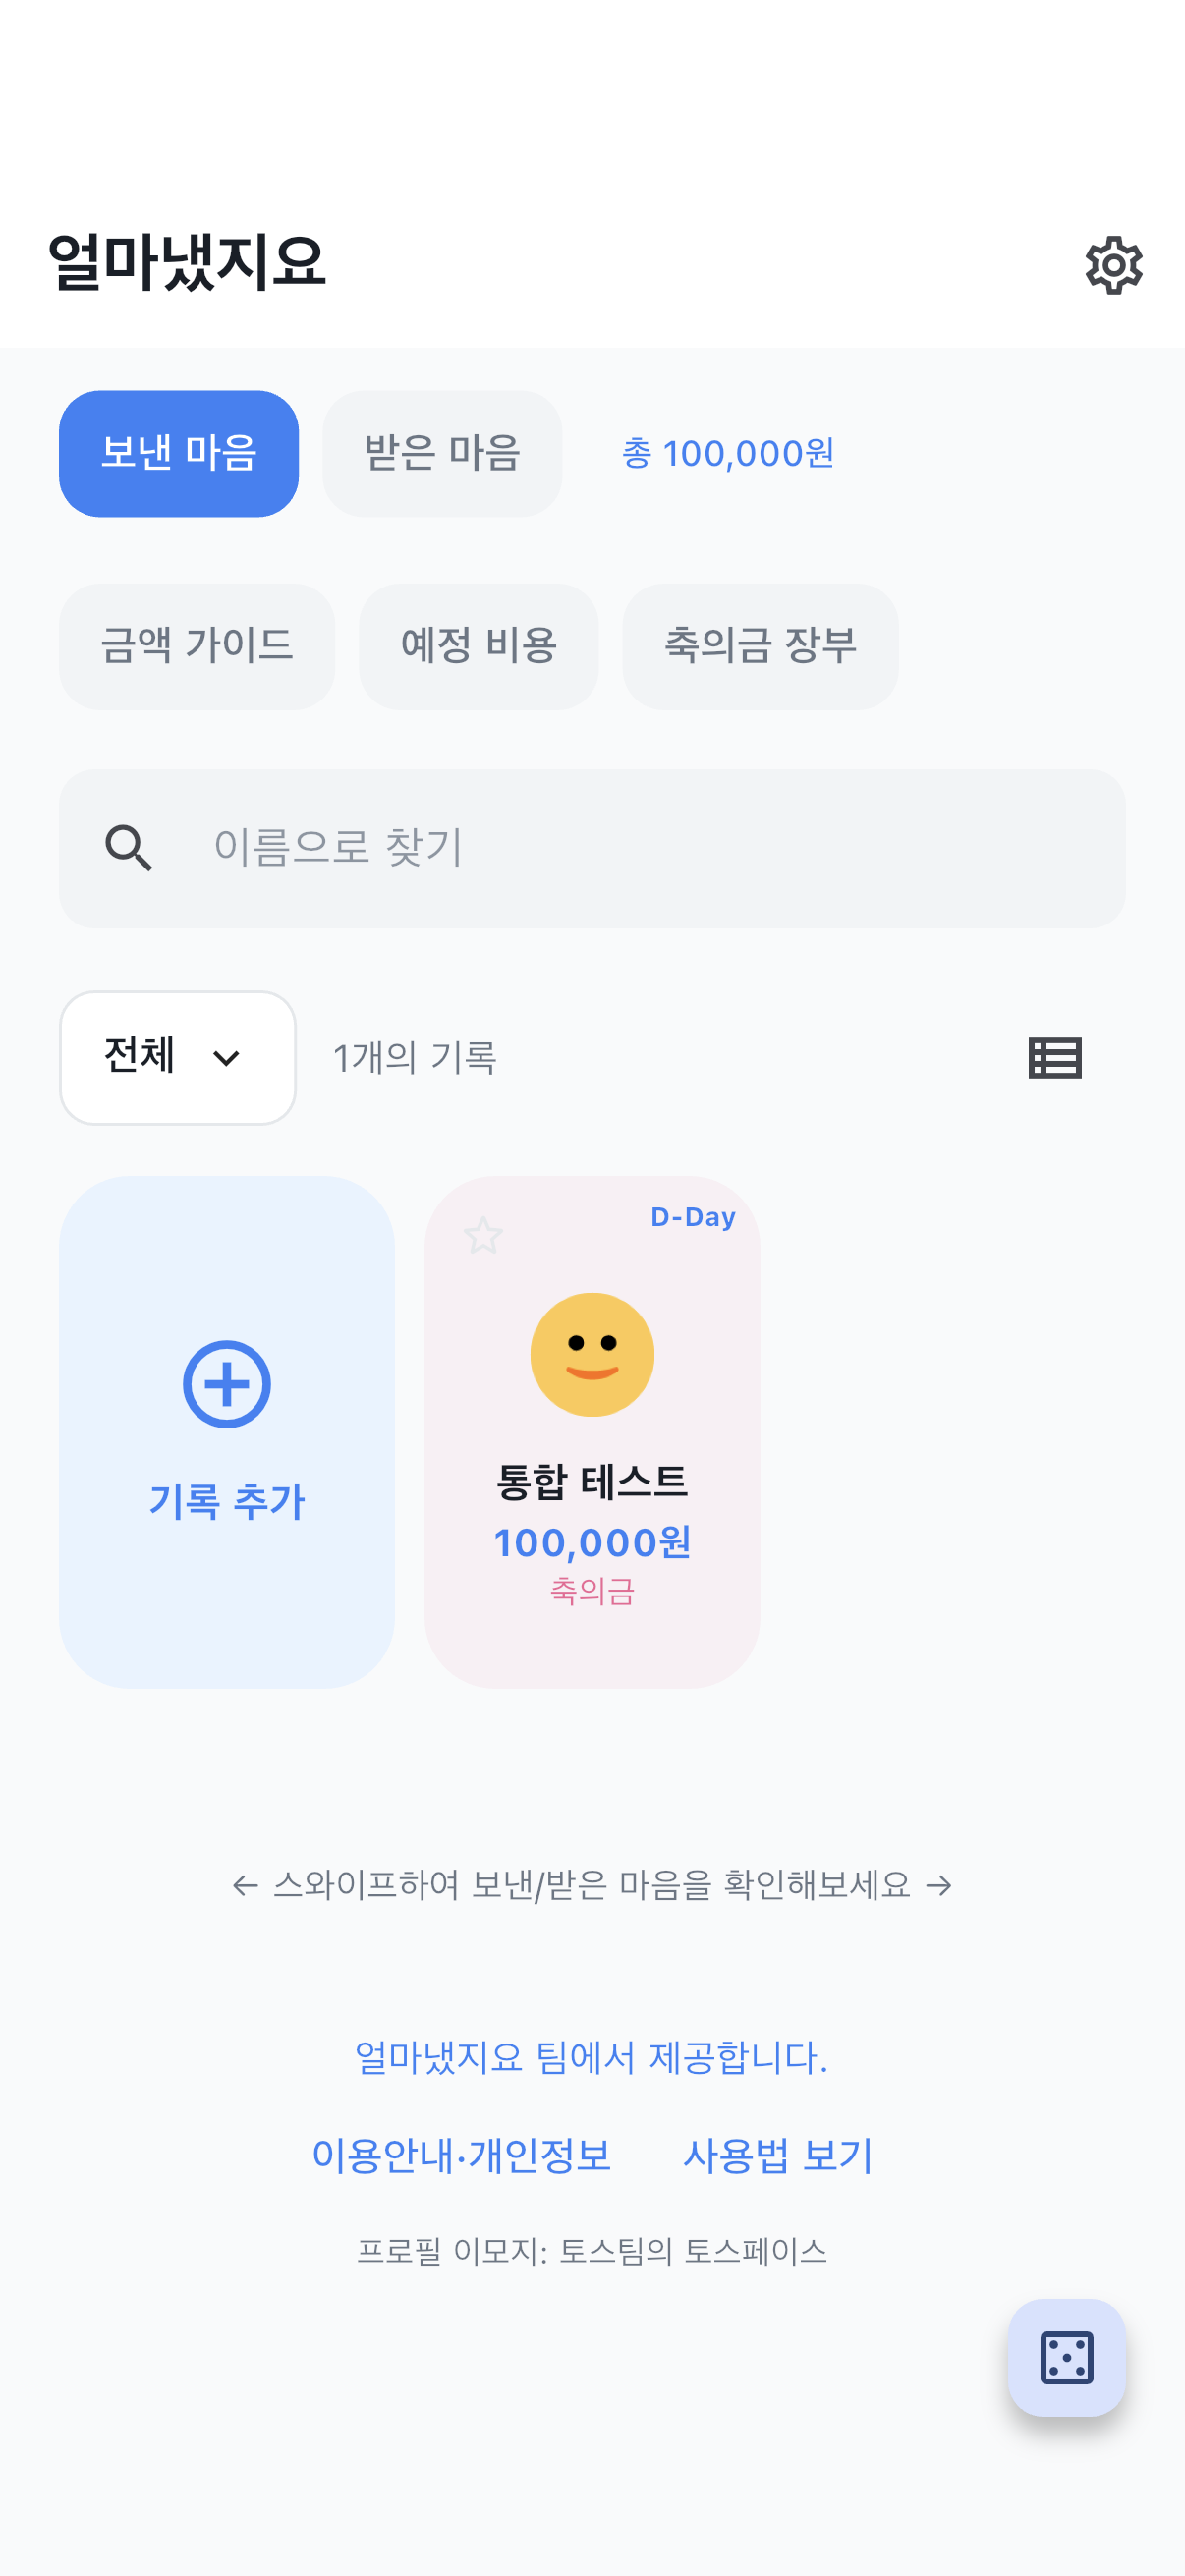 얼마냈지요
보낸 마음 받은 마음 총 100,000원
금액 가이드 예정 비용 축의금 장부
이름으로 찾기
전체 1개의 기록
D-Day
기록 추가
통합 테스트
100,000원
축의금
← 스와이프하여 보낸/받은 마음을 확인해보세요 →
얼마냈지요 팀에서 제공합니다.
이용안내·개인정보 사용법 보기
프로필 이모지: 토스팀의 토스페이스